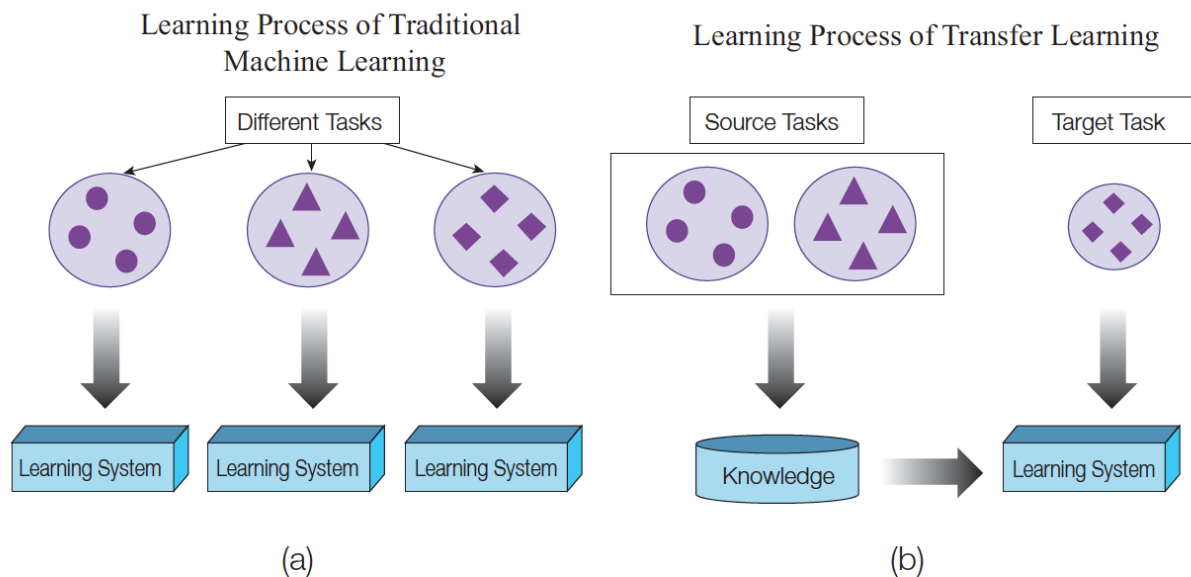 Learning Process of Traditional
Machine Learning
Different Tasks
Learning System
Learning System
Learning System
(a)
Learning Process of Transfer Learning
Source Tasks
Target Task
Knowledge
Learning System
(b)